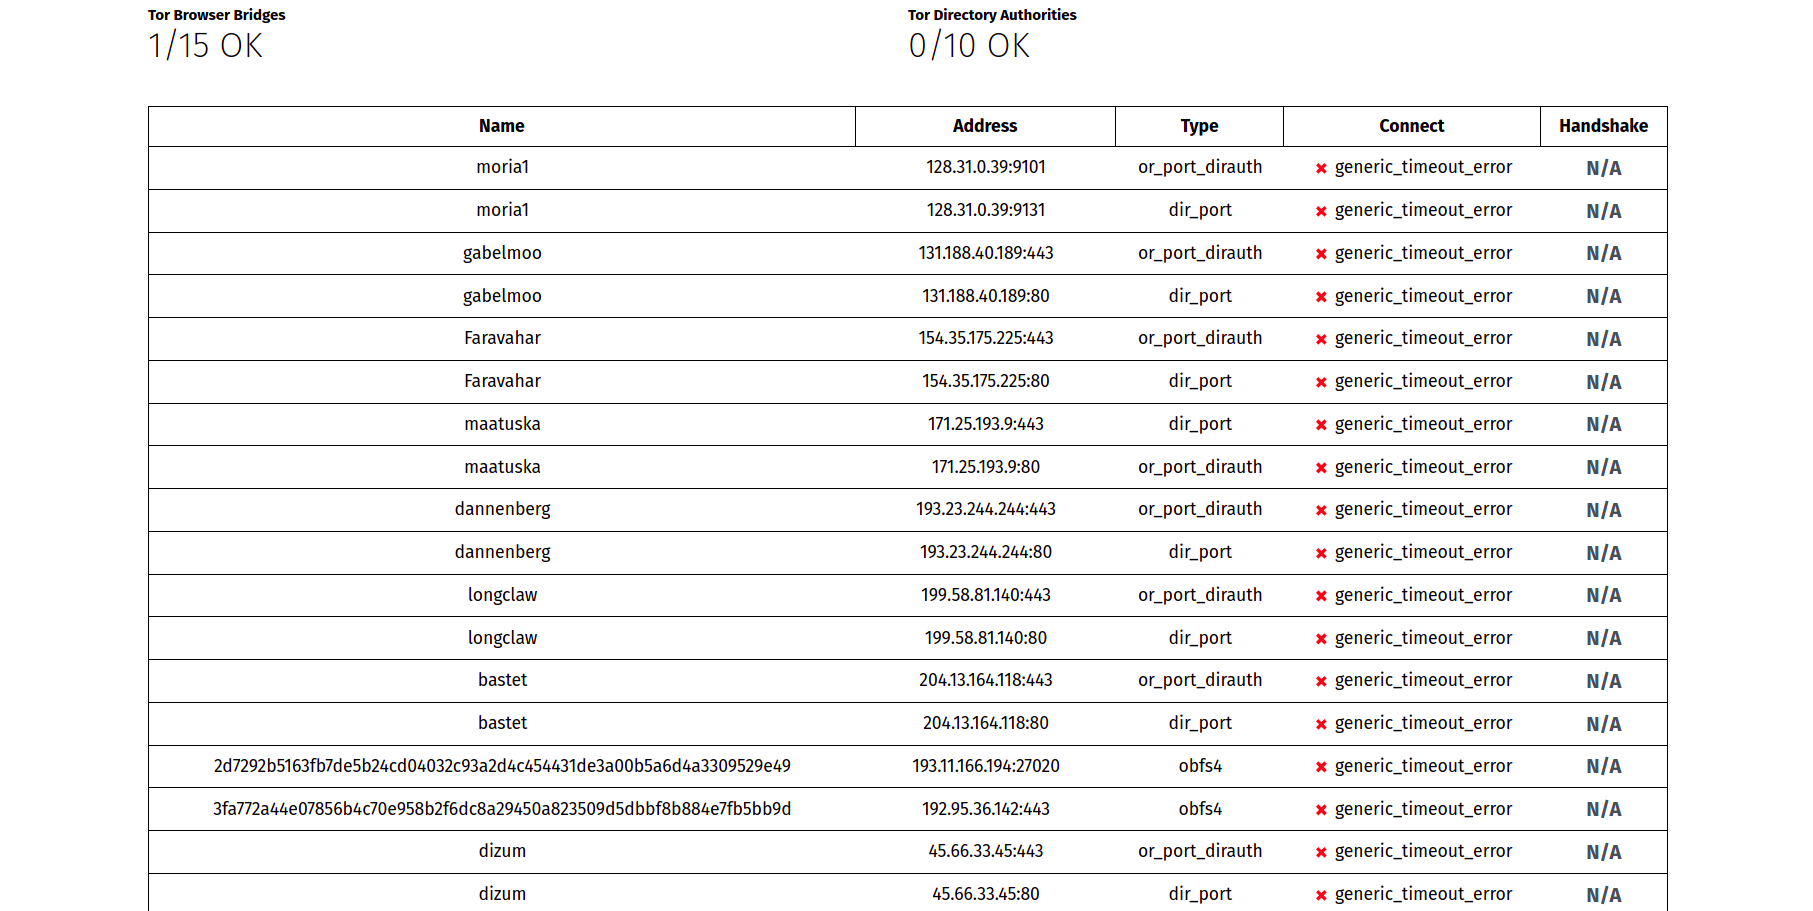 Tor Browser Bridges Tor Directory Authorities
1/15 OK 0/10 OK
Name Address Type Connect Handshake
moria1 128.31.0.39:9101 or_port_dirauth ✖ generic_timeout_error N/A
moria1 128.31.0.39:9131 dir_port ✖ generic_timeout_error N/A
gabelmoo 131.188.40.189:443 or_port_dirauth ✖ generic_timeout_error N/A
gabelmoo 131.188.40.189:80 dir_port ✖ generic_timeout_error N/A
Faravahar 154.35.175.225:443 or_port_dirauth ✖ generic_timeout_error N/A
Faravahar 154.35.175.225:80 dir_port ✖ generic_timeout_error N/A
maatuska 171.25.193.9:443 dir_port ✖ generic_timeout_error N/A
maatuska 171.25.193.9:80 or_port_dirauth ✖ generic_timeout_error N/A
dannenberg 193.23.244.244:443 or_port_dirauth ✖ generic_timeout_error N/A
dannenberg 193.23.244.244:80 dir_port ✖ generic_timeout_error N/A
longclaw 199.58.81.140:443 or_port_dirauth ✖ generic_timeout_error N/A
longclaw 199.58.81.140:80 dir_port ✖ generic_timeout_error N/A
bastet 204.13.164.118:443 or_port_dirauth ✖ generic_timeout_error N/A
bastet 204.13.164.118:80 dir_port ✖ generic_timeout_error N/A
2d7292b5163fb7de5b24cd04032c93a2d4c454431de3a00b5a6d4a3309529e49 193.11.166.194:27020 obfs4 ✖ generic_timeout_error N/A
3fa772a44e07856b4c70e958b2f6dc8a29450a823509d5dbbf8b884e7fb5bb9d 192.95.36.142:443 obfs4 ✖ generic_timeout_error N/A
dizum 45.66.33.45:443 or_port_dirauth ✖ generic_timeout_error N/A
dizum 45.66.33.45:80 dir_port ✖ generic_timeout_error N/A